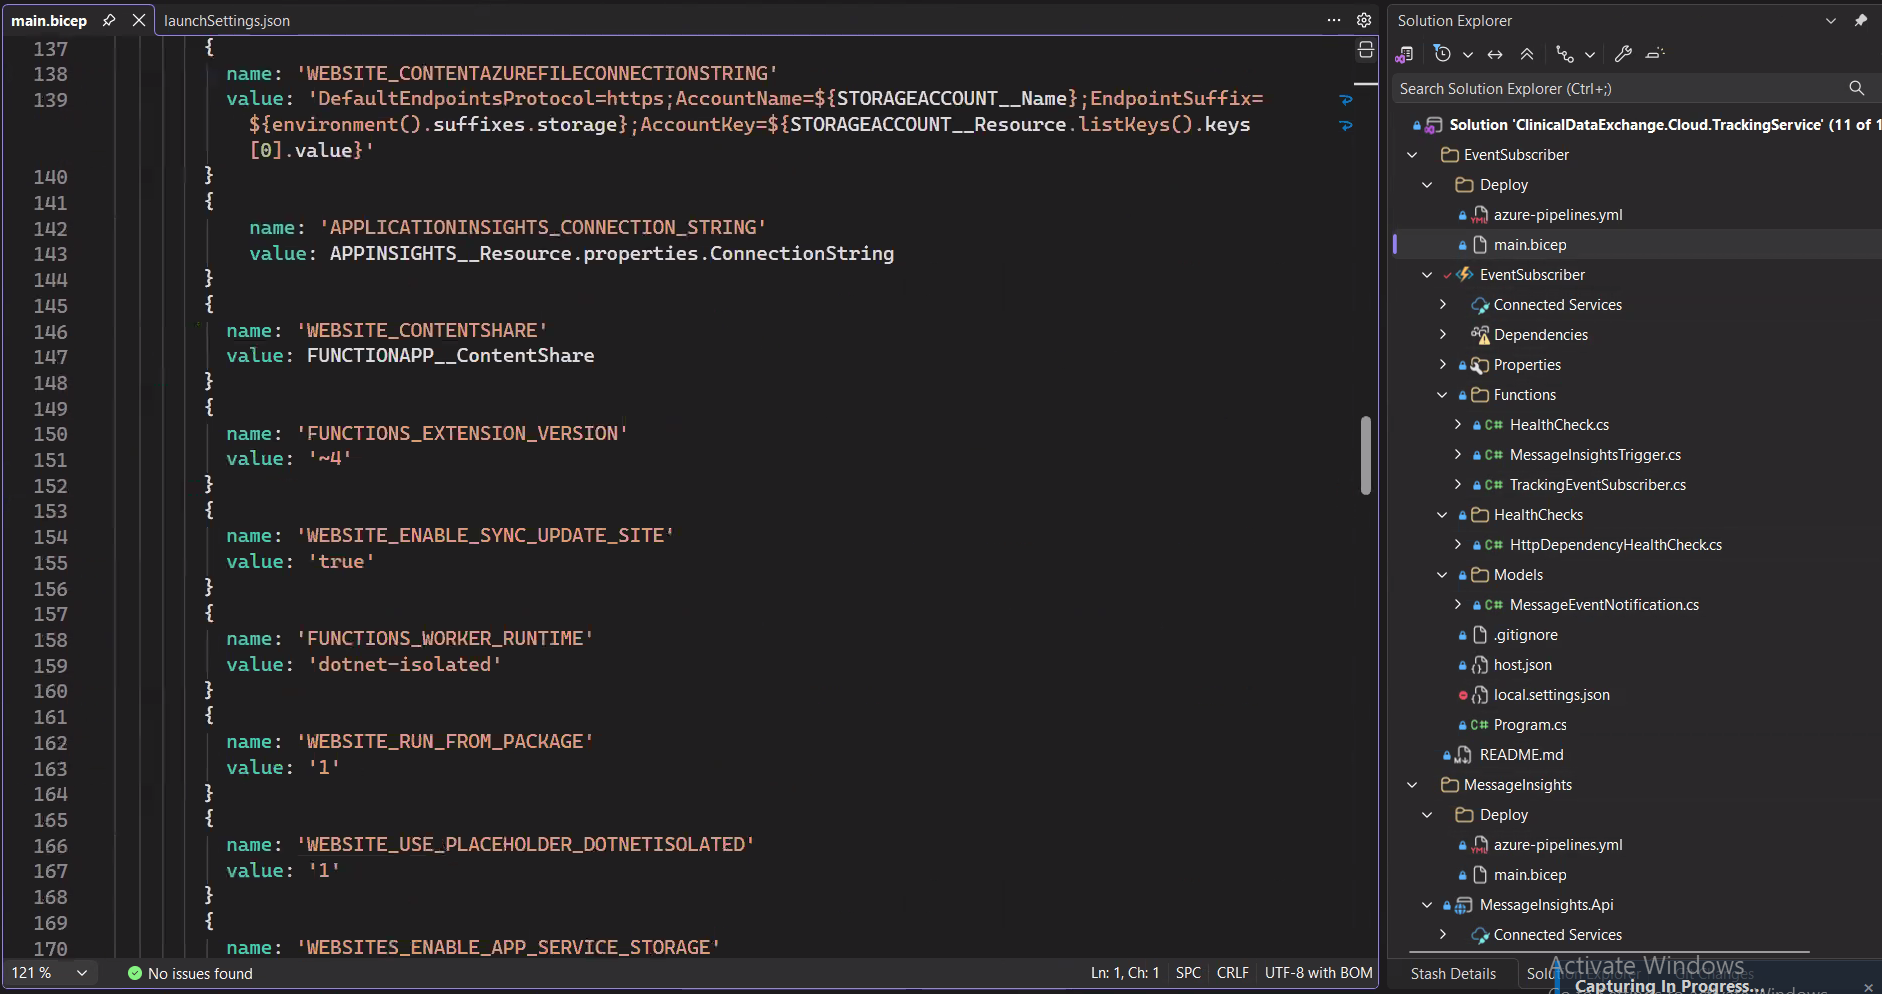 main.bicep
launchSettings.json
137 {
138 name: 'WEBSITE_CONTENTAZUREFILECONNECTIONSTRING'
139 value: 'DefaultEndpointsProtocol=https;AccountName=${STORAGEACCOUNT__Name};EndpointSuffix=
${environment().suffixes.storage};AccountKey=${STORAGEACCOUNT__Resource.listKeys().keys
[0].value}'
140 }
141 {
142 name: 'APPLICATIONINSIGHTS_CONNECTION_STRING'
143 value: APPINSIGHTS__Resource.properties.ConnectionString
144 }
145 {
146 name: 'WEBSITE_CONTENTSHARE'
147 value: FUNCTIONAPP__ContentShare
148 }
149 {
150 name: 'FUNCTIONS_EXTENSION_VERSION'
151 value: '~4'
152 }
153 {
154 name: 'WEBSITE_ENABLE_SYNC_UPDATE_SITE'
155 value: 'true'
156 }
157 {
158 name: 'FUNCTIONS_WORKER_RUNTIME'
159 value: 'dotnet-isolated'
160 }
161 {
162 name: 'WEBSITE_RUN_FROM_PACKAGE'
163 value: '1'
164 }
165 {
166 name: 'WEBSITE_USE_PLACEHOLDER_DOTNETISOLATED'
167 value: '1'
168 }
169 {
170 name: 'WEBSITES_ENABLE_APP_SERVICE_STORAGE'
121 %
No issues found
Ln: 1, Ch: 1
SPC
CRLF
UTF-8 with BOM
Solution Explorer
Search Solution Explorer (Ctrl+;)
Solution 'ClinicalDataExchange.Cloud.TrackingService' (11 of 1
EventSubscriber
Deploy
azure-pipelines.yml
main.bicep
EventSubscriber
Connected Services
Dependencies
Properties
Functions
C# HealthCheck.cs
C# MessageInsightsTrigger.cs
C# TrackingEventSubscriber.cs
HealthChecks
C# HttpDependencyHealthCheck.cs
Models
C# MessageEventNotification.cs
.gitignore
host.json
local.settings.json
C# Program.cs
README.md
MessageInsights
Deploy
azure-pipelines.yml
main.bicep
MessageInsights.Api
Connected Services
Stash Details
Activate Windows
Capturing In Progress...